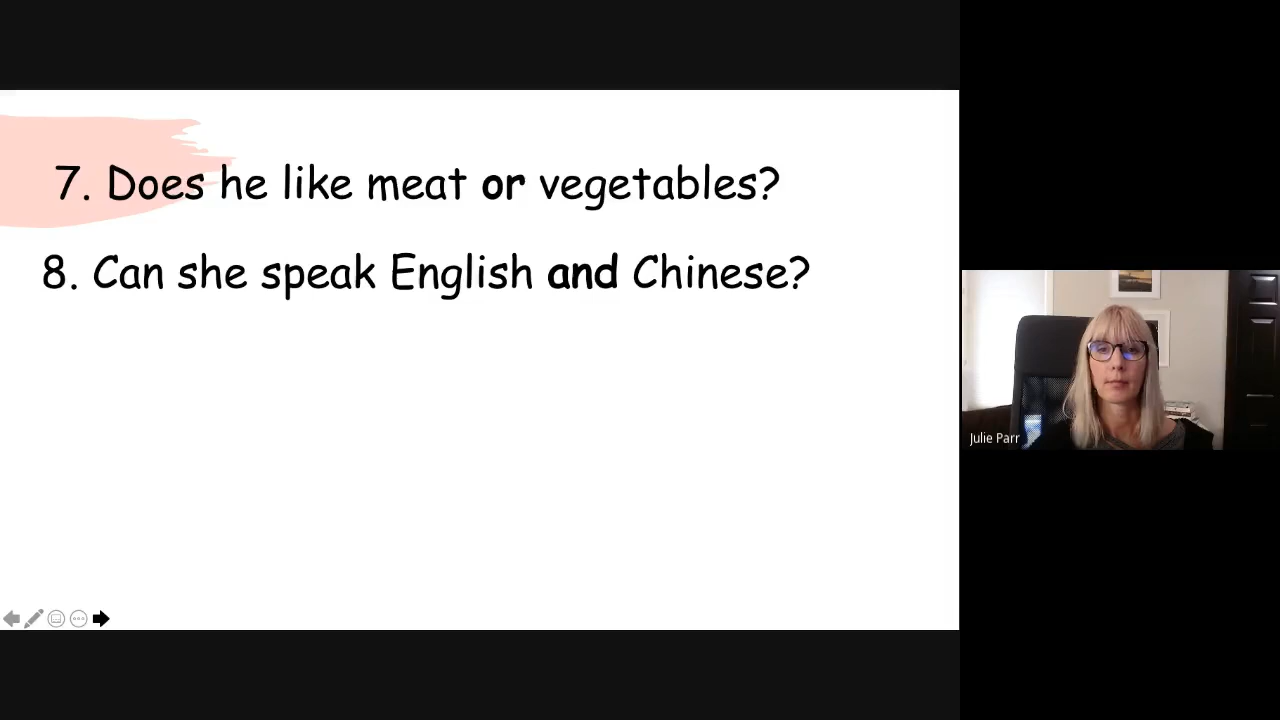 7. Does he like meat or vegetables?
8. Can she speak English and Chinese?
Julie Parr